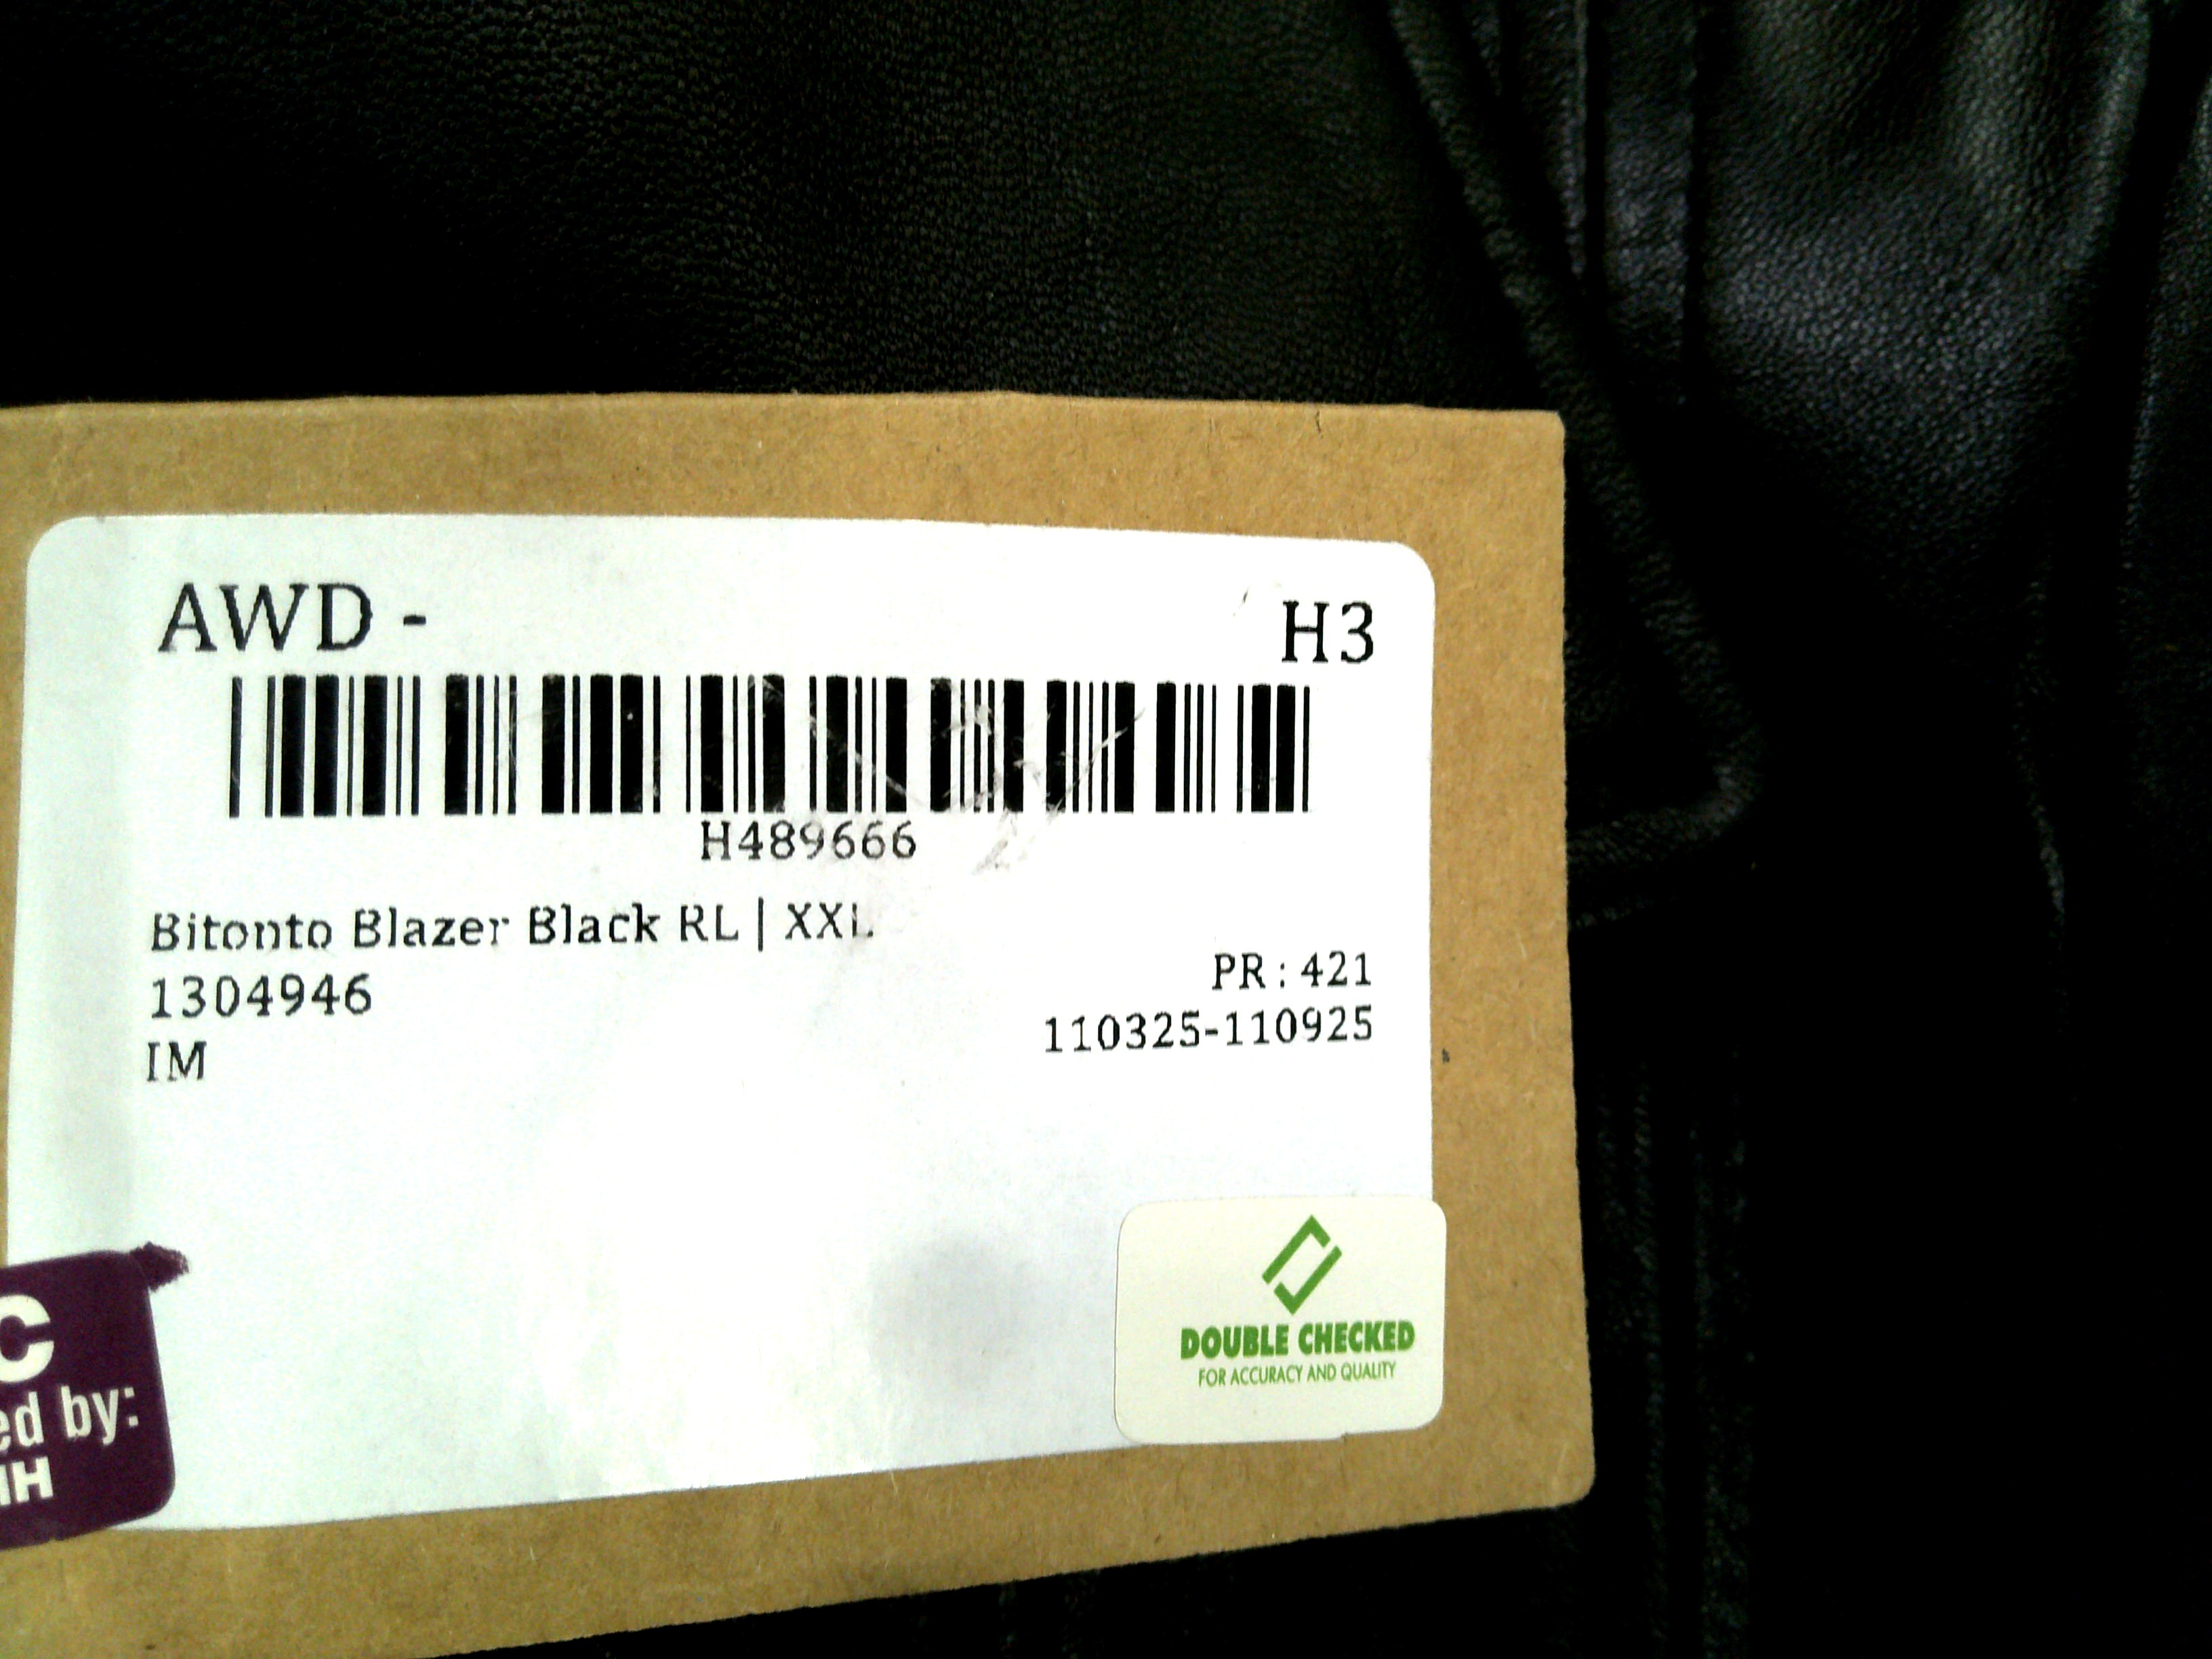 AWD - H3
H489666
Bitonto Blazer Black RL | XXL
1304946
PR : 421
110325-110925
IM
DOUBLE CHECKED
FOR ACCURACY AND QUALITY
C
ed by:
IH